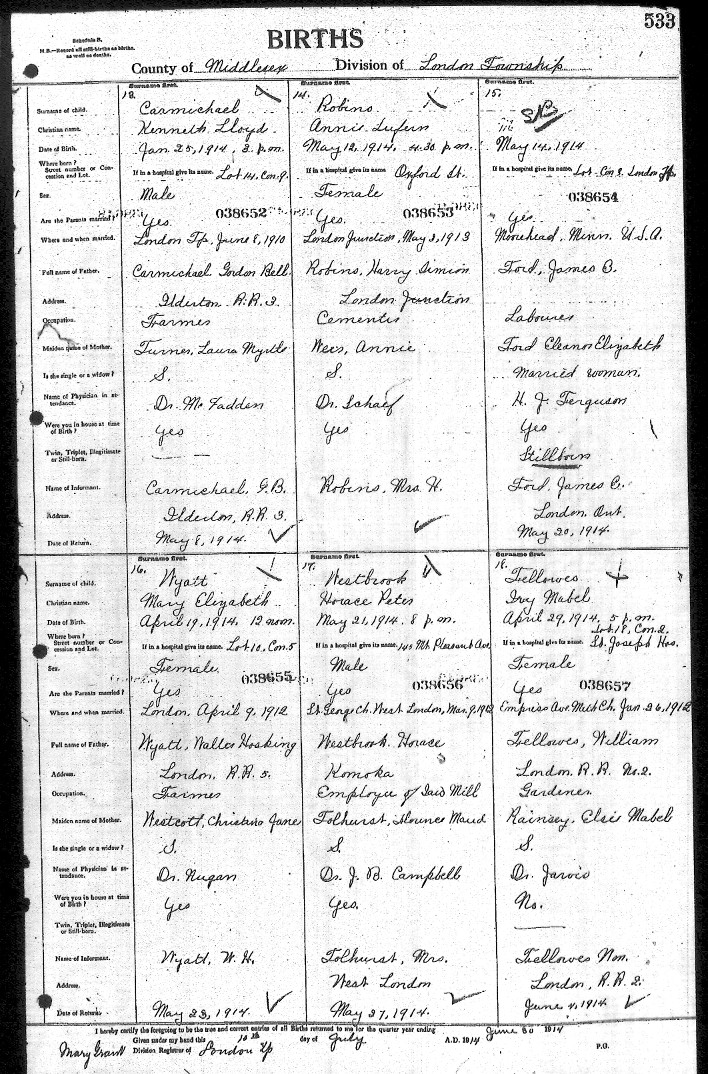 533
Schedule B.
N B.—Record all still-births as births, as well as deaths.
BIRTHS
County of Middlesex Division of London Township
Surname first. Surname first. Surname first.
13. 14. 15.
Surname of child. Carmichael Robins SB
Christian name. Kenneth Lloyd Annie
Date of Birth. Jan 25, 1914, 3 p.m. May 12, 1914, 4.30 p.m. May 14, 1914
Where born? Street number or Concession and Lot. If in a hospital give its name. Lot 14, Con. 9. If in a hospital give its name. Oxford St. If in a hospital give its name. Lot Con 8, London Tp.
Sex. Male Female
038652 038653 038654
Are the Parents married? Yes. Yes. Yes
Where and when married. London Tp, June 8, 1910 London Junction, May 3, 1913 Moorehead, Minn. U.S.A.
Full name of Father. Carmichael Gordon Bell Robins, Harry Simion Ford, James B.
Address. Ilderton R.R. 3 London Junction
Occupation. Farmer Cementer Labourer
Maiden name of Mother. Turner, Laura Myrtle Annie Ford Eleanor Elizabeth
Is she single or a widow? S. S. Married woman.
Name of Physician in attendance. Dr. McFadden Dr. Schaef H. J. Ferguson
Were you in house at time of Birth? Yes Yes Yes
Twin, Triplet, Illegitimate or Still-born. Stillborn
Name of Informant. Carmichael, G.B. Robins, Mrs. H. Ford, James C.
Address. Ilderton, R.R. 3 London, Ont.
Date of Return. May 8, 1914. May 20, 1914.
Surname first. Surname first. Surname first.
16. 17. 18.
Surname of child. Wyatt Westbrook Fellowes
Christian name. Mary Elizabeth Horace Peter Ivy Mabel
Date of Birth. April 19, 1914, 12 noon. May 21, 1914, 8 p.m. April 29, 1914, 5 p.m.
Lot 18, Con. 2.
Where born? Street number or Concession and Lot. If in a hospital give its name. Lot 10, Con. 5 If in a hospital give its name. 145 Mt. Pleasant Ave If in a hospital give its name. St. Joseph Hos.
Sex. Female Male Female
038655 038656 038657
Are the Parents married? Yes Yes Yes
Where and when married. London, April 9, 1912 St. George Ch. West London, Mar. 9, 1912 Empress Ave. Meth Ch. Jan 26, 1912
Full name of Father. Wyatt, Walter Hosking Westbrook Horace Fellowes, William
Address. London, R.R. 5. Komoka London, R.R. No. 2.
Occupation. Farmer Employee of Saw Mill Gardener
Maiden name of Mother. Westcott, Christina Jane Tolhurst, Florence Maud Rainsey, Elsie Mabel
Is she single or a widow? S. S. S.
Name of Physician in attendance. Dr. Nugan Dr. J. B. Campbell Dr. Jarvis
Were you in house at time of Birth? Yes Yes. No.
Twin, Triplet, Illegitimate or Still-born.
Name of Informant. Wyatt, W. H. Tolhurst, Mrs. Fellowes Wm.
Address. West London London, R.R. 2.
Date of Return. May 23, 1914. May 27, 1914. June 4, 1914
I hereby certify the foregoing to be the true and correct entries of all Births returned to me for the quarter year ending June 30 1914
Given under my hand this 10th day of July A.D. 1914
Mary Grant Division Registrar of London Tp P.O.